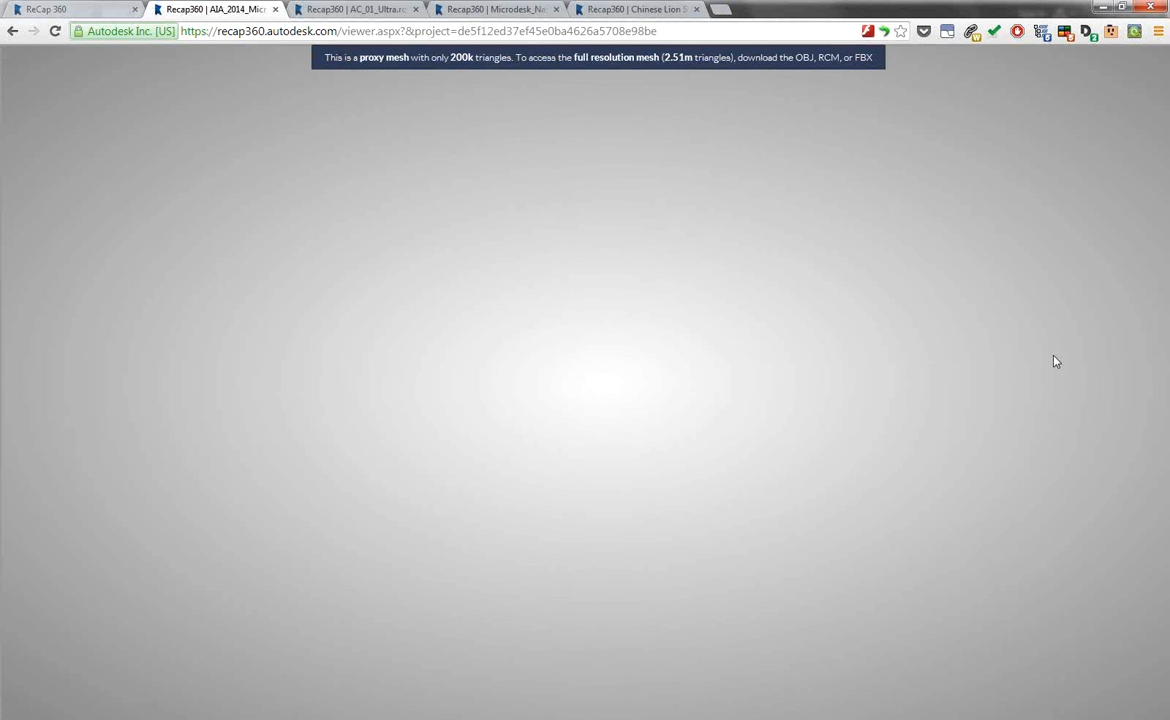 ReCap 360
Recap360 | AIA_2014_Micr
Recap360 | AC_01_Ultra.rc
Recap360 | Microdesk_Na
Recap360 | Chinese Lion S
Autodesk Inc. [US]
https://recap360.autodesk.com/viewer.aspx?&project=de5f12ed37ef45e0ba4626a5708e98be
This is a proxy mesh with only 200k triangles. To access the full resolution mesh (2.51m triangles), download the OBJ, RCM, or FBX